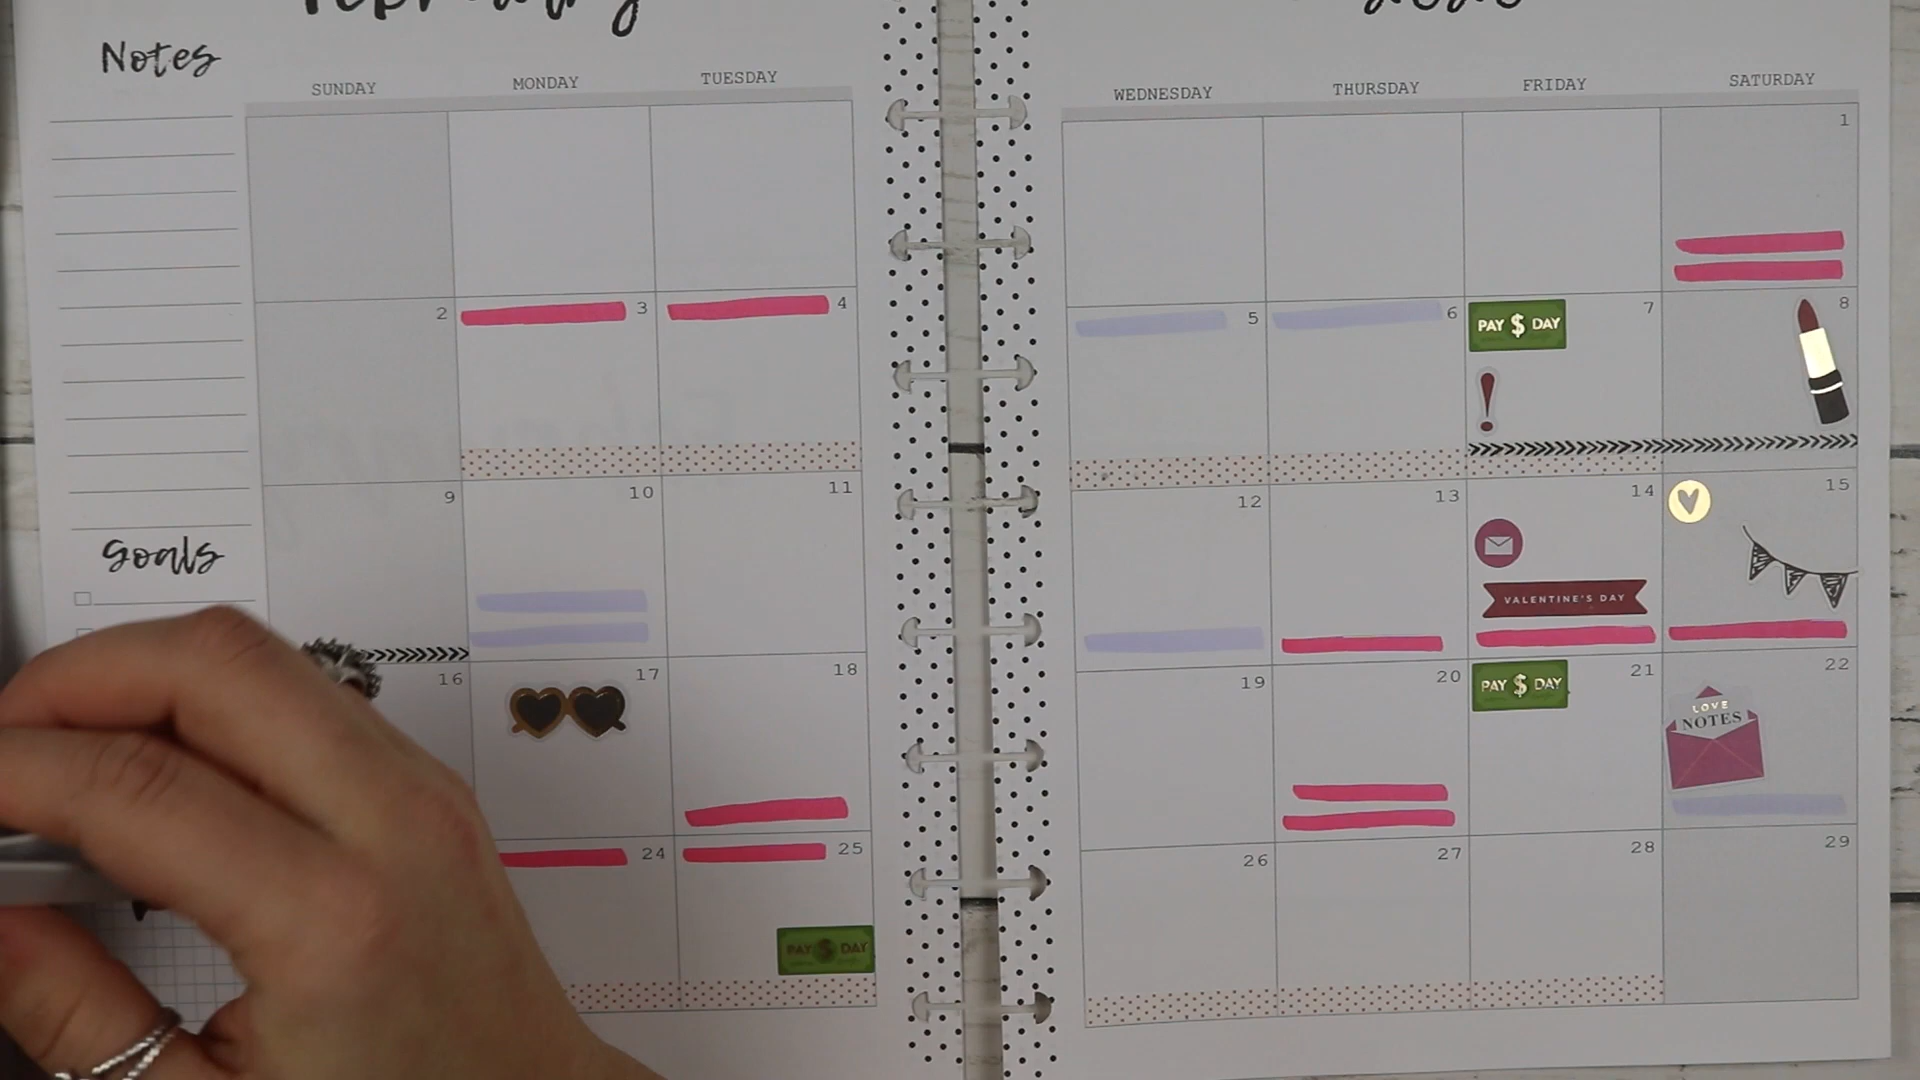 February
Notes
SUNDAY MONDAY TUESDAY WEDNESDAY THURSDAY FRIDAY SATURDAY
1
2 3 4 5 6 7 8
PAY $ DAY
9 10 11 12 13 14 15
VALENTINE'S DAY
Goals
16 17 18 19 20 21 22
PAY $ DAY
LOVE
NOTES
24 25 26 27 28 29
PAY $ DAY